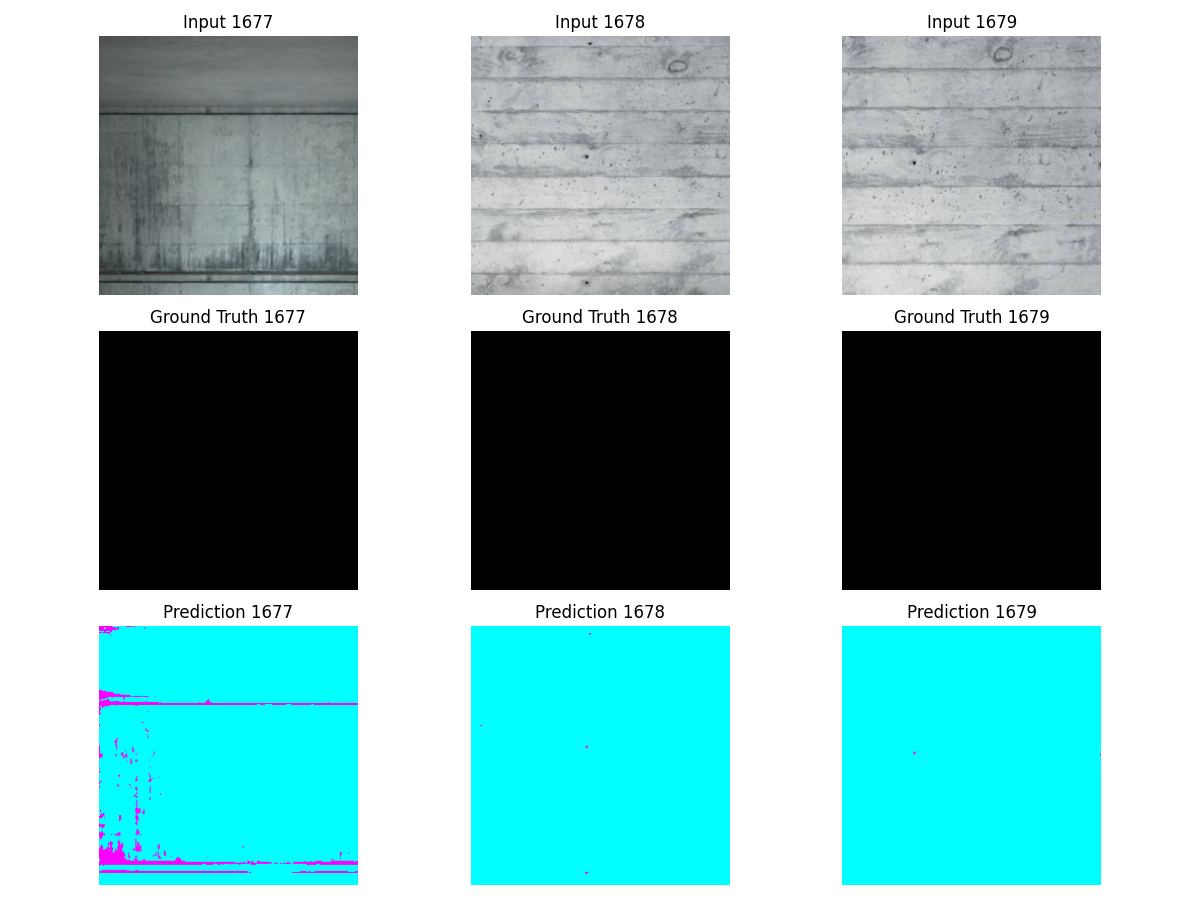 Input 1677
Input 1678
Input 1679
Ground Truth 1677
Ground Truth 1678
Ground Truth 1679
Prediction 1677
Prediction 1678
Prediction 1679